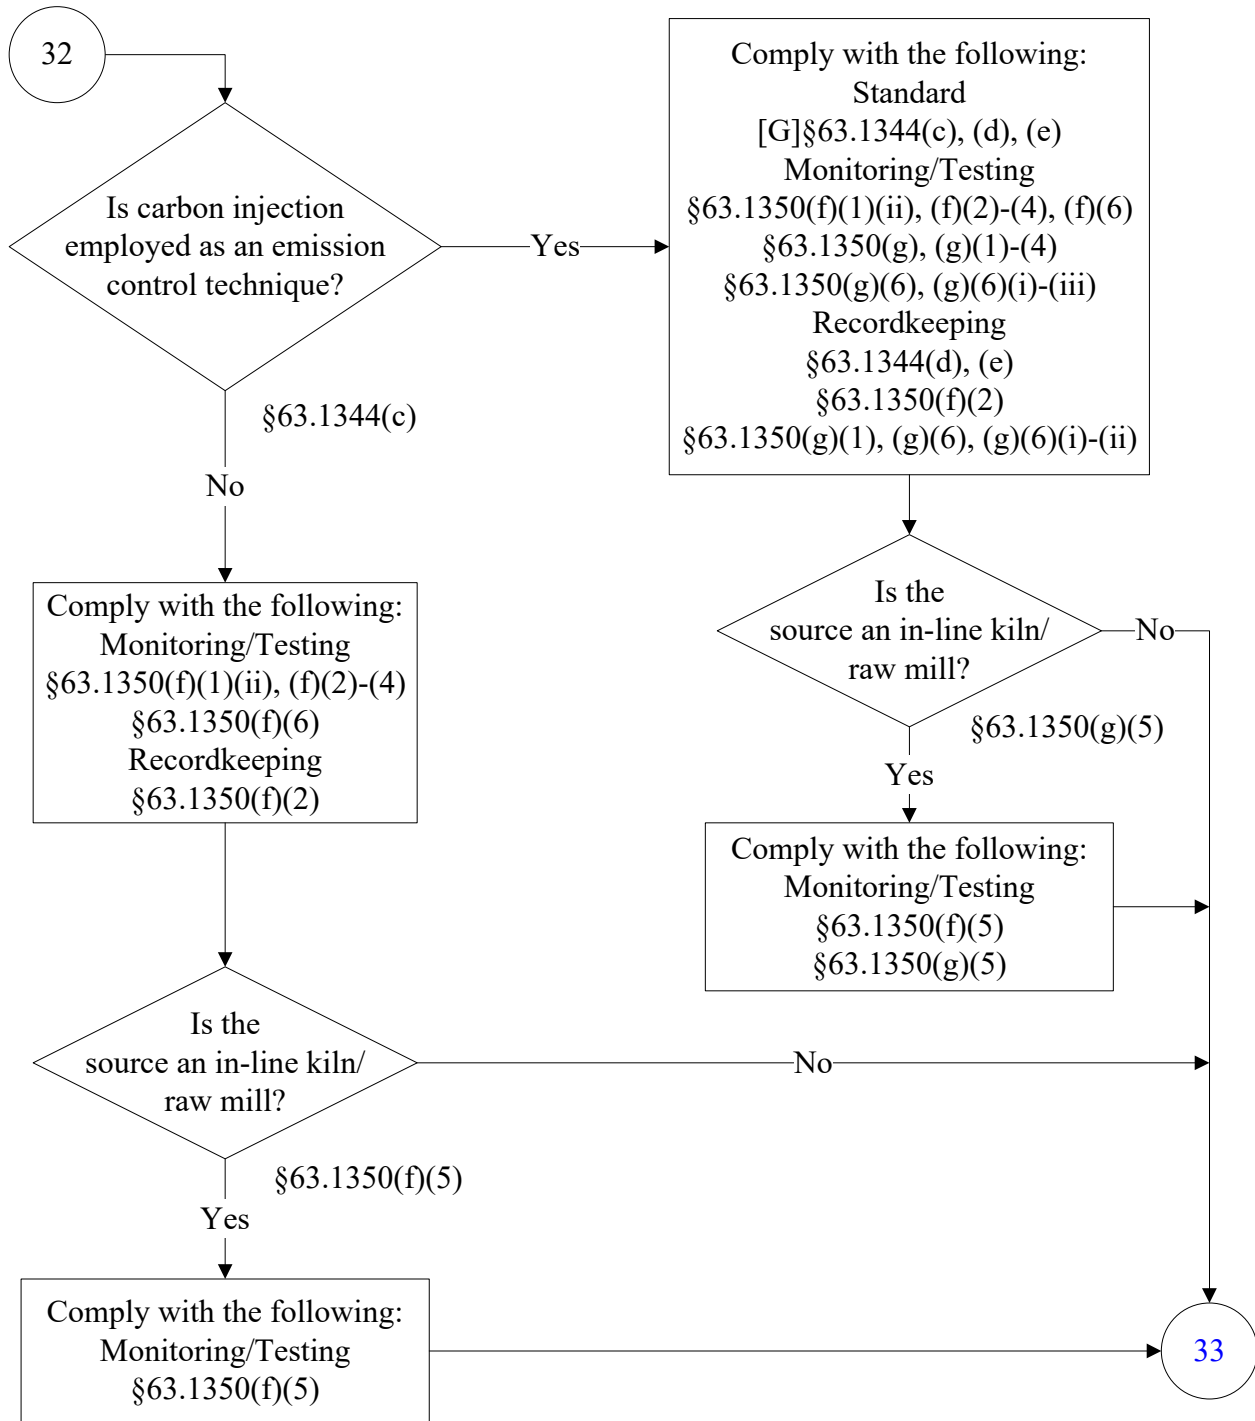 32
Is carbon injection
employed as an emission
control technique?
Yes
§63.1344(c)
No
Comply with the following:
Standard
[G]§63.1344(c), (d), (e)
Monitoring/Testing
§63.1350(f)(1)(ii), (f)(2)-(4), (f)(6)
§63.1350(g), (g)(1)-(4)
§63.1350(g)(6), (g)(6)(i)-(iii)
Recordkeeping
§63.1344(d), (e)
§63.1350(f)(2)
§63.1350(g)(1), (g)(6), (g)(6)(i)-(ii)
Is the
source an in-line kiln/
raw mill?
No
§63.1350(g)(5)
Yes
Comply with the following:
Monitoring/Testing
§63.1350(f)(5)
§63.1350(g)(5)
Comply with the following:
Monitoring/Testing
§63.1350(f)(1)(ii), (f)(2)-(4)
§63.1350(f)(6)
Recordkeeping
§63.1350(f)(2)
Is the
source an in-line kiln/
raw mill?
No
§63.1350(f)(5)
Yes
Comply with the following:
Monitoring/Testing
§63.1350(f)(5)
33